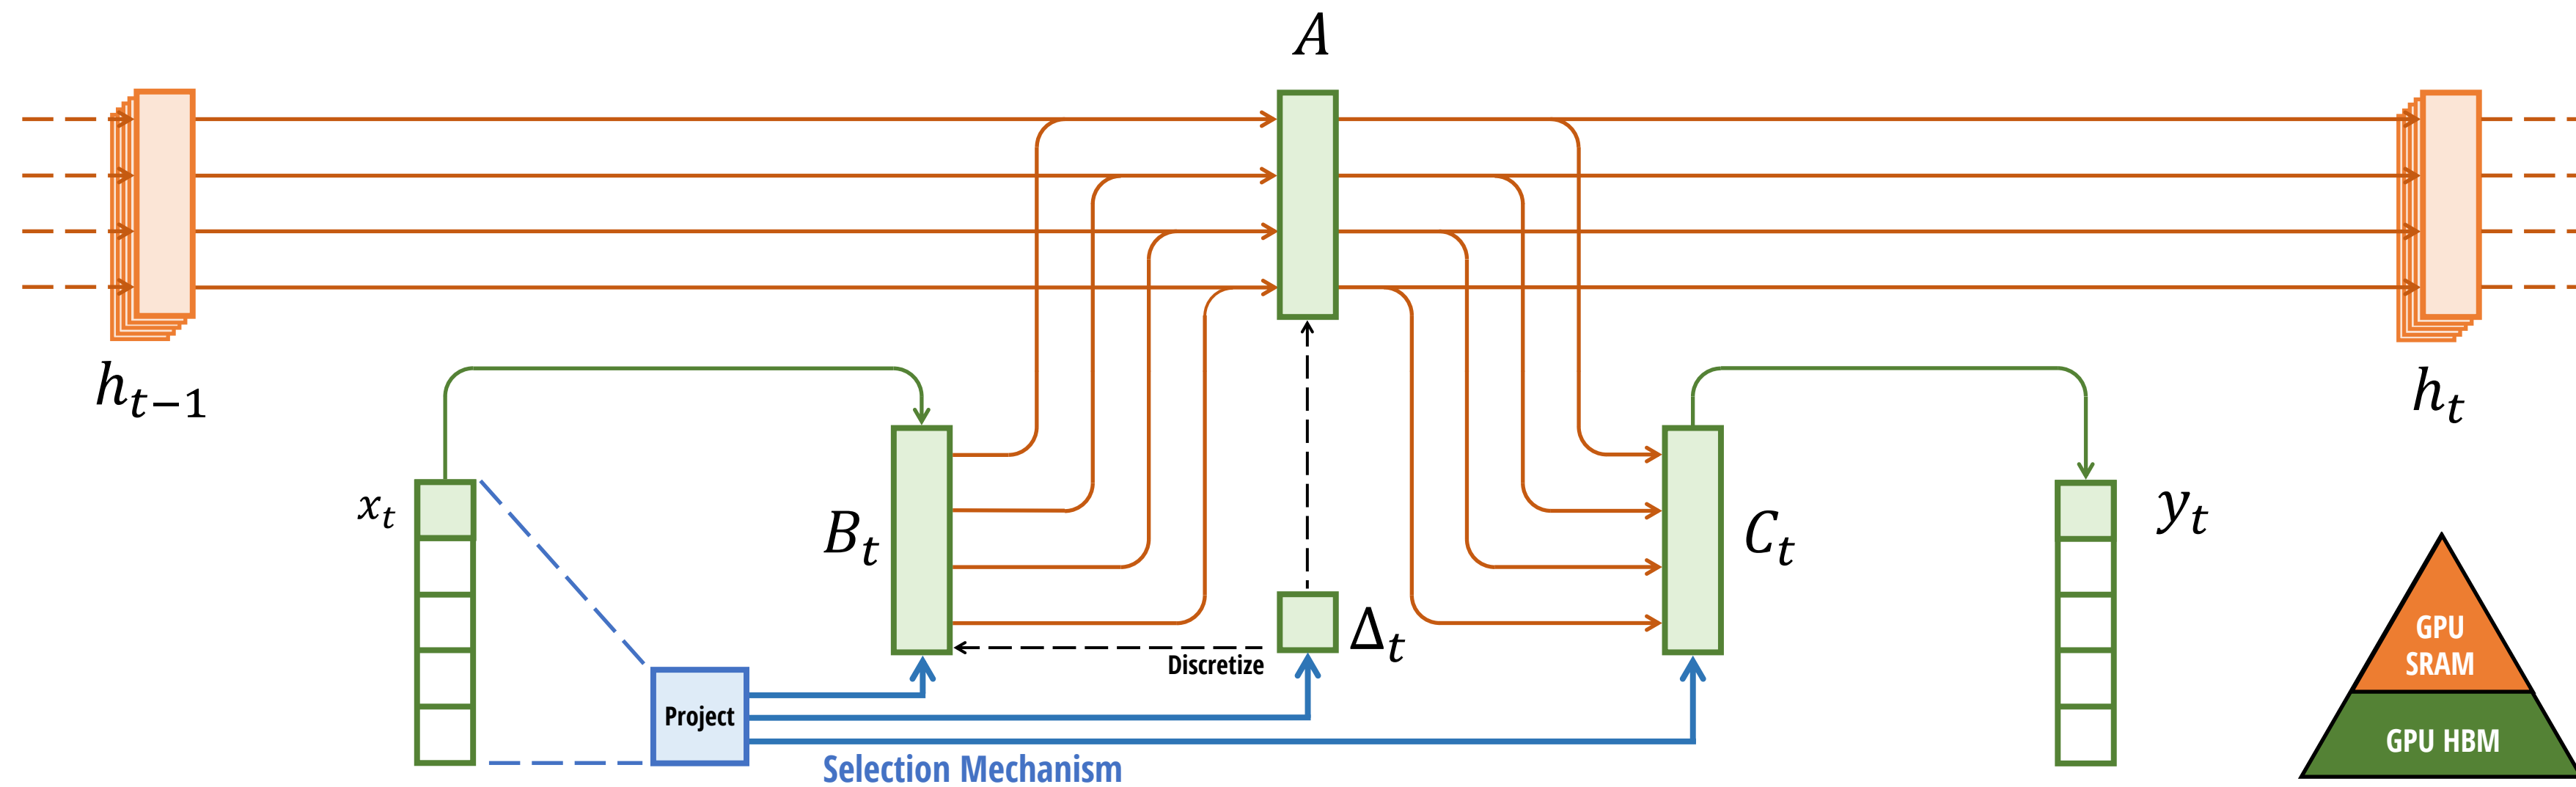 A
h_{t−1}
h_t
x_t
B_t
C_t
y_t
Δ_t
Discretize
Project
Selection Mechanism
GPU
SRAM
GPU HBM